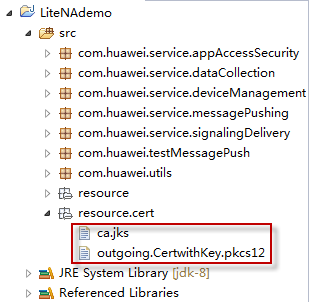 LiteNAdemo
src
com.huawei.service.appAccessSecurity
com.huawei.service.dataCollection
com.huawei.service.deviceManagement
com.huawei.service.messagePushing
com.huawei.service.signalingDelivery
com.huawei.testMessagePush
com.huawei.utils
resource
resource.cert
ca.jks
outgoing.CertwithKey.pkcs12
JRE System Library [jdk-8]
Referenced Libraries